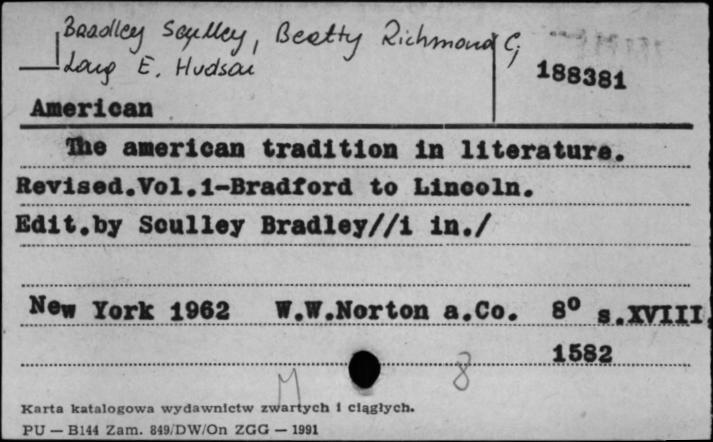 Bradley Sculley, Beatty Richmond C,
Long E. Hudson
188381
American
The american tradition in literature.
Revised.Vol.1-Bradford to Lincoln.
Edit.by Sculley Bradley//i in./
New York 1962 W.W.Norton a.Co. 8⁰ s.XVIII,
1582
M 8
Karta katalogowa wydawnictw zwartych i ciągłych.
PU — B144 Zam. 849/DW/On ZGG — 1991